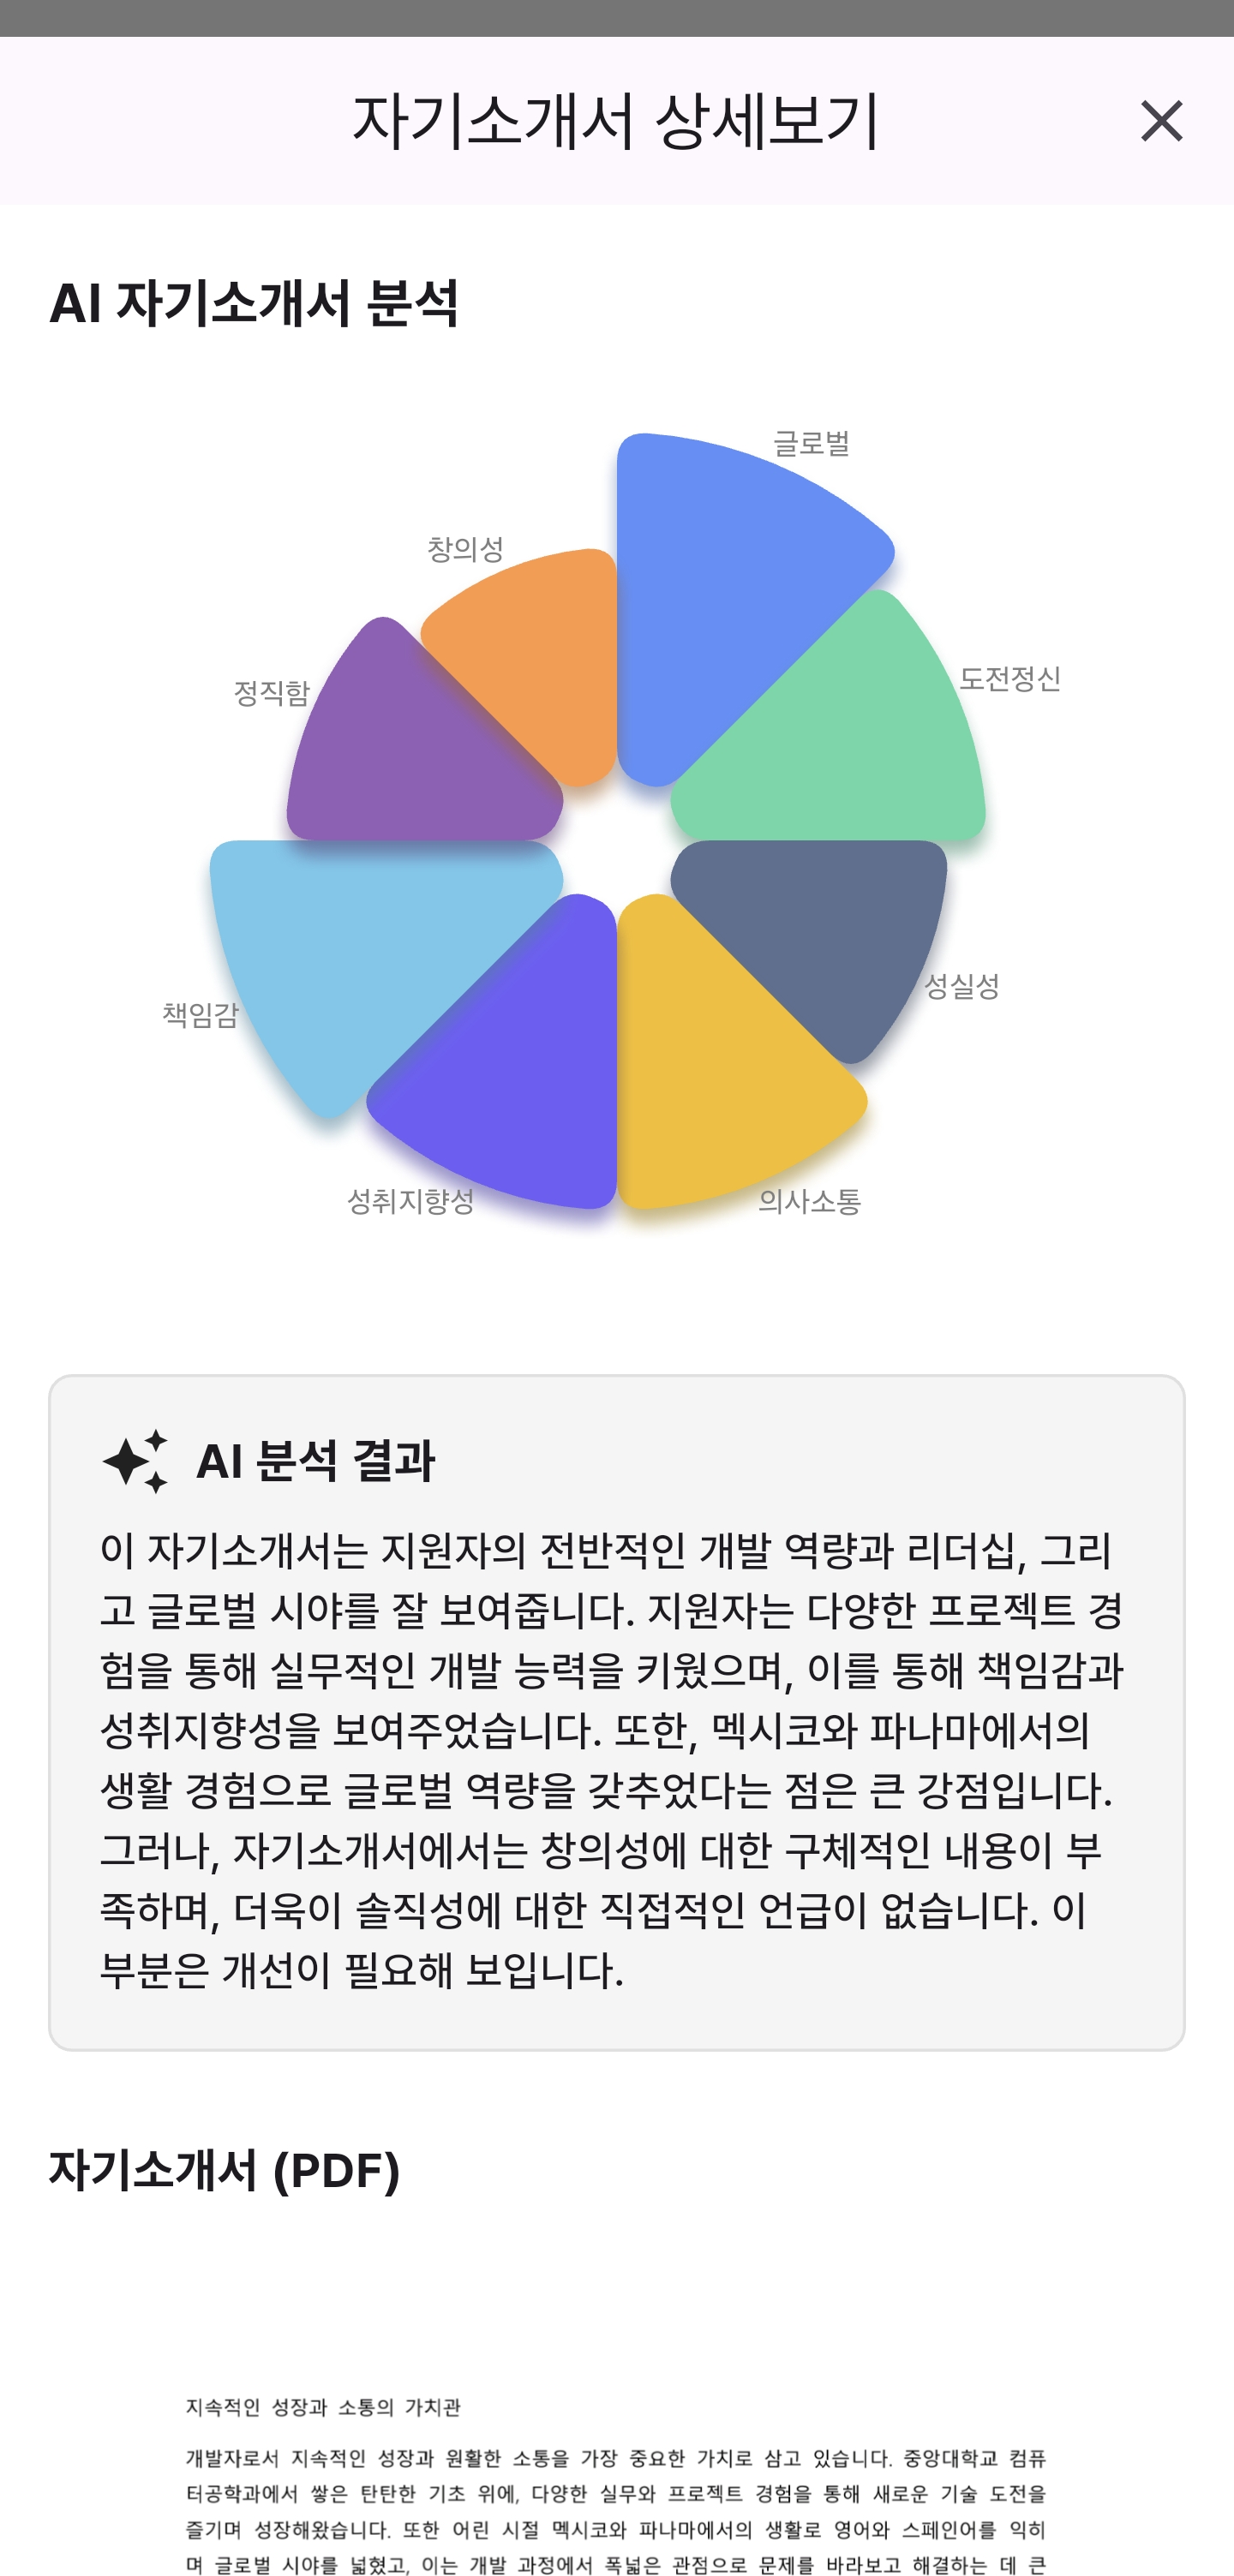 자기소개서 상세보기
AI 자기소개서 분석
글로벌
창의성
도전정신
정직함
성실성
책임감
성취지향성
의사소통
AI 분석 결과
이 자기소개서는 지원자의 전반적인 개발 역량과 리더십, 그리
고 글로벌 시야를 잘 보여줍니다. 지원자는 다양한 프로젝트 경
험을 통해 실무적인 개발 능력을 키웠으며, 이를 통해 책임감과
성취지향성을 보여주었습니다. 또한, 멕시코와 파나마에서의
생활 경험으로 글로벌 역량을 갖추었다는 점은 큰 강점입니다.
그러나, 자기소개서에서는 창의성에 대한 구체적인 내용이 부
족하며, 더욱이 솔직성에 대한 직접적인 언급이 없습니다. 이
부분은 개선이 필요해 보입니다.
자기소개서 (PDF)
지속적인 성장과 소통의 가치관
개발자로서 지속적인 성장과 원활한 소통을 가장 중요한 가치로 삼고 있습니다. 중앙대학교 컴퓨
터공학과에서 쌓은 탄탄한 기초 위에, 다양한 실무와 프로젝트 경험을 통해 새로운 기술 도전을
즐기며 성장해왔습니다. 또한 어린 시절 멕시코와 파나마에서의 생활로 영어와 스페인어를 익히
며 글로벌 시야를 넓혔고, 이는 개발 과정에서 폭넓은 관점으로 문제를 바라보고 해결하는 데 큰